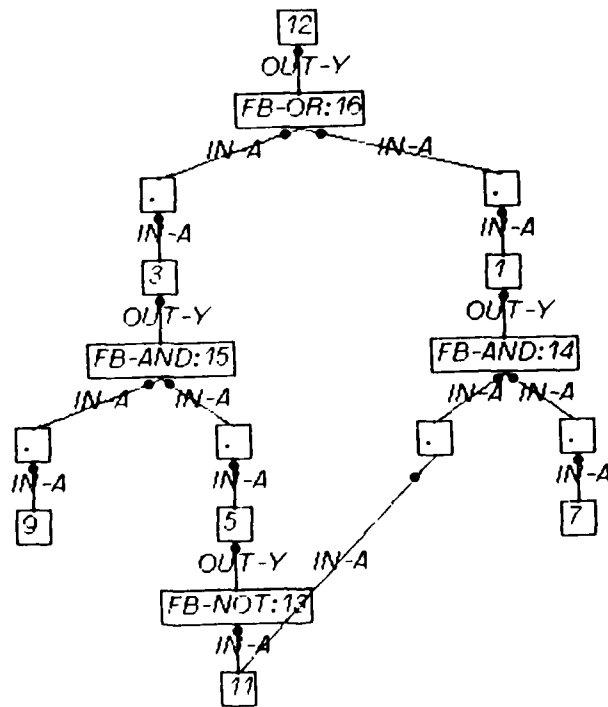 12
OUT-Y
FB-OR:16
IN-A IN-A
. .
IN-A IN-A
3 1
OUT-Y OUT-Y
FB-AND:15 FB-AND:14
IN-A IN-A IN-A IN-A
. . . .
IN-A IN-A IN-A
9 5 7
OUT-Y IN-A
FB-NOT:13
IN-A
11